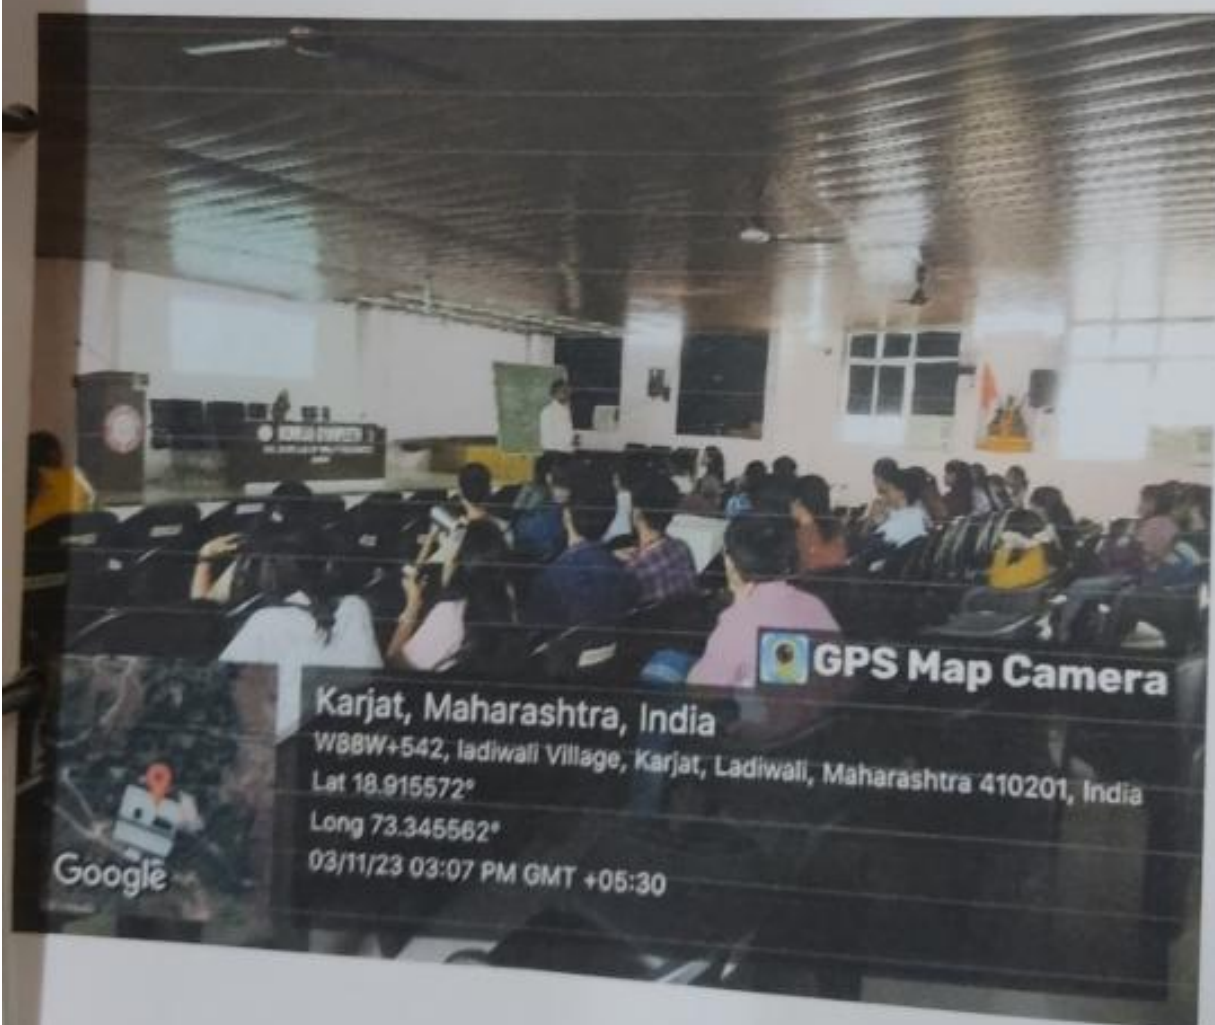 GPS Map Camera
Karjat, Maharashtra, India
W88W+542, ladiwali Village, Karjat, Ladiwali, Maharashtra 410201, India
Lat 18.915572°
Long 73.345562°
03/11/23 03:07 PM GMT +05:30
Google